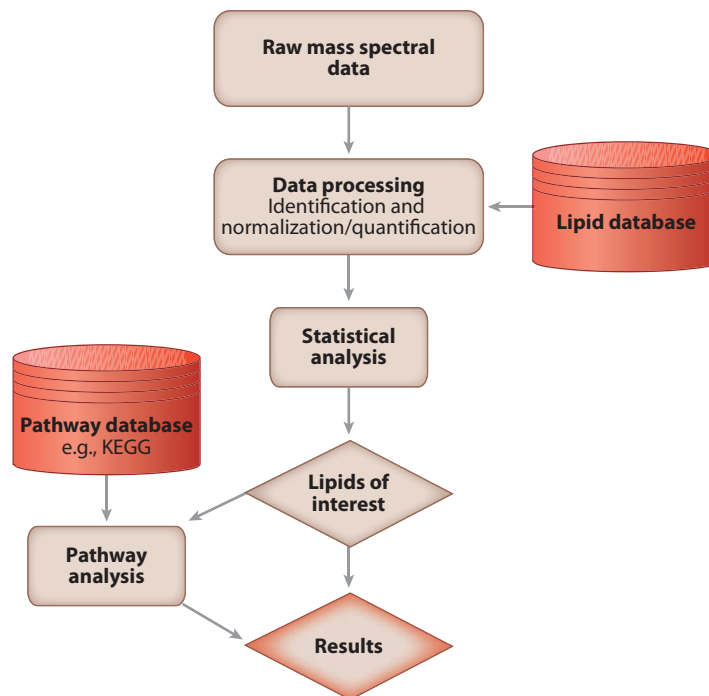 Raw mass spectral
data
Data processing
Identification and
normalization/quantification
Lipid database
Statistical
analysis
Pathway database
e.g., KEGG
Lipids of
interest
Pathway
analysis
Results